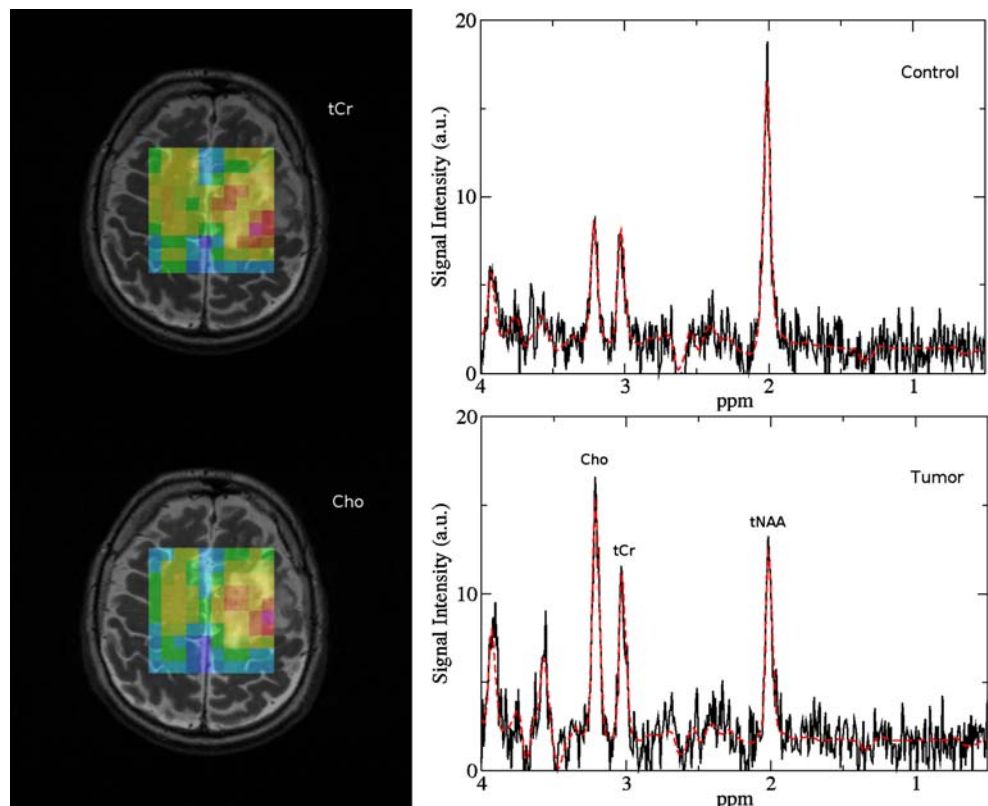 tCr
Cho
20
10
0
Signal Intensity (a.u.)
Control
4
3
2
1
ppm
20
10
0
Signal Intensity (a.u.)
Tumor
Cho
tCr
tNAA
4
3
2
1
ppm